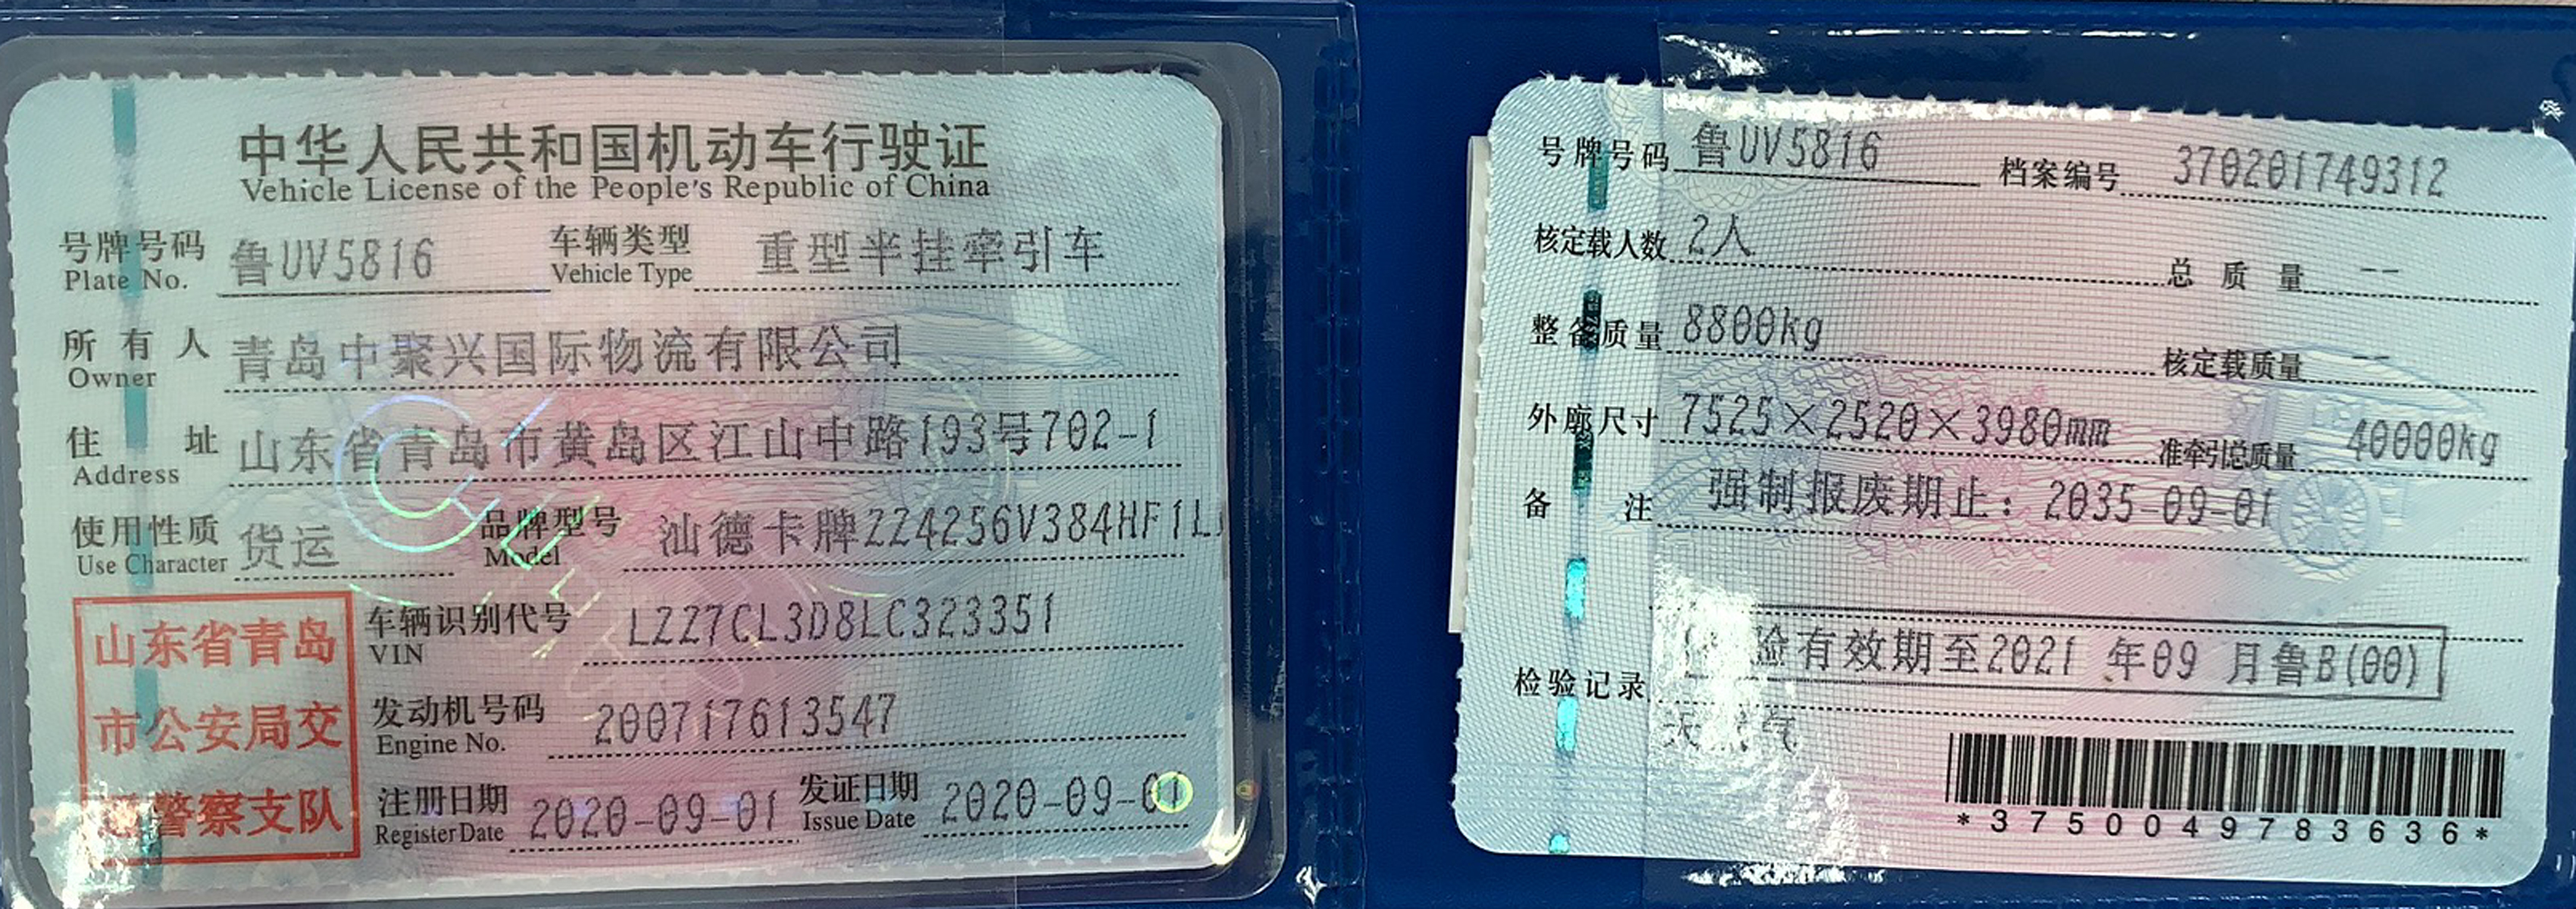 中华人民共和国机动车行驶证
Vehicle License of the People's Republic of China
号牌号码 Plate No. 鲁UV5816 车辆类型 Vehicle Type 重型半挂牵引车
所有人 Owner 青岛中聚兴国际物流有限公司
住址 Address 山东省青岛市黄岛区江山中路193号702-1
使用性质 Use Character 货运 品牌型号 Model 汕德卡牌ZZ4256V384HF1L
车辆识别代号 VIN LZZ7CL3D8LC323351
发动机号码 Engine No. 200717613547
注册日期 Register Date 2020-09-01 发证日期 Issue Date 2020-09-01
山东省青岛
市公安局交
通警察支队
号牌号码 鲁UV5816 档案编号 370201749312
核定载人数 2人 总质量 --
整备质量 8800kg 核定载质量 --
外廓尺寸 7525×2520×3980mm 准牵引总质量 40000kg
备注 强制报废期止：2035-09-01
检验记录 验有效期至2021 年09 月鲁B(00)
天然气
*3750049783636*